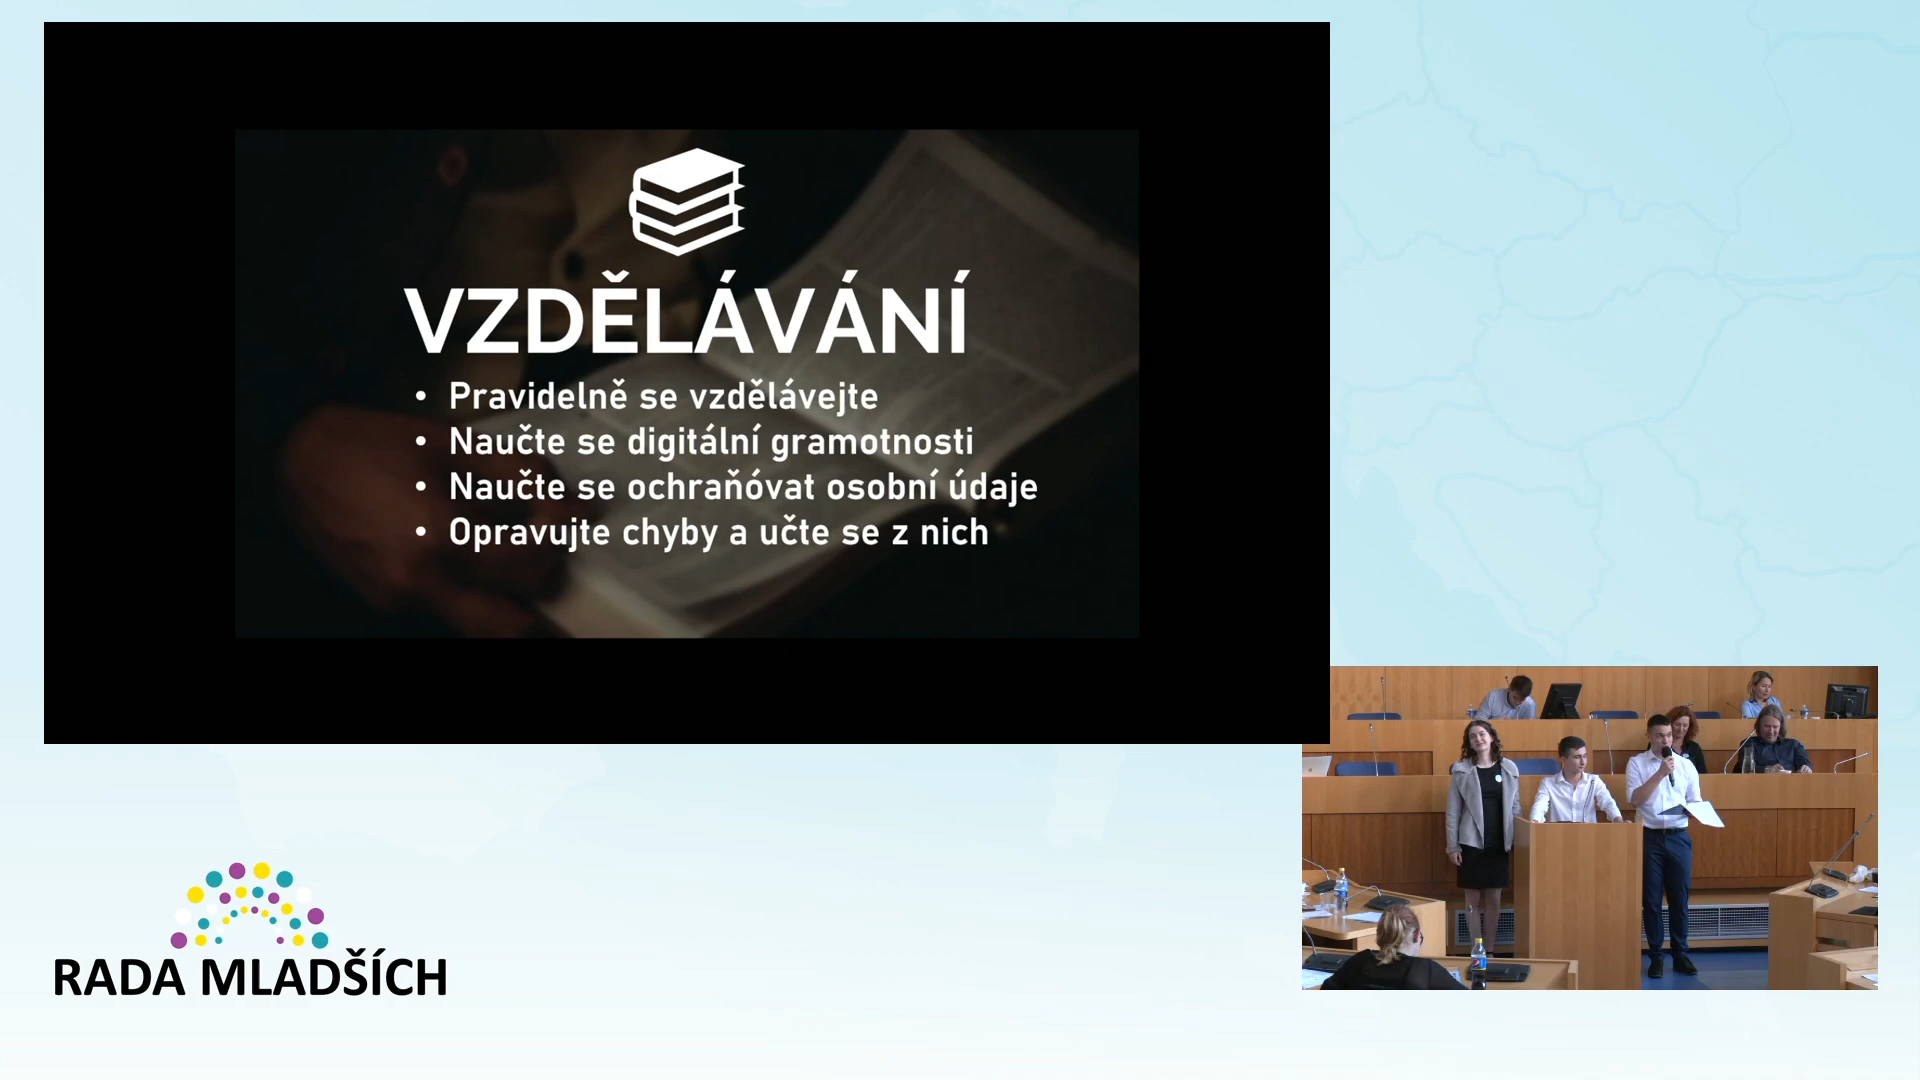 VZDĚLÁVÁNÍ
• Pravidelně se vzdělávejte
• Naučte se digitální gramotnosti
• Naučte se ochraňóvat osobní údaje
• Opravujte chyby a učte se z nich
RADA MLADŠÍCH